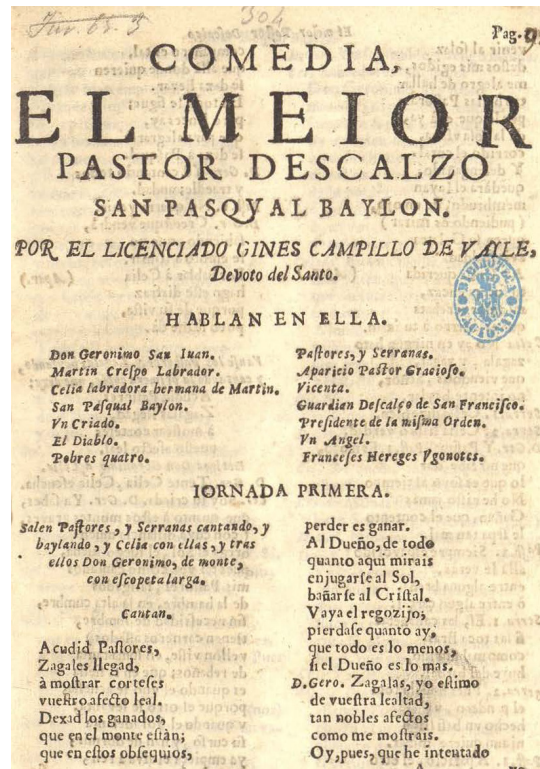 304
Pag. 9
COMEDIA,
EL MEIOR
PASTOR DESCALZO
SAN PASQVAL BAYLON.
POR EL LICENCIADO GINES CAMPILLO DE VALLE,
Devoto del Santo.
BIBLIOTECA NACIONAL
HABLAN EN ELLA.
Don Geronimo San Iuan.
Martin Crespo Labrador.
Celia labradora hermana de Martin.
San Paſqual Baylon.
Vn Criado.
El Diablo.
Pobres quatro.
Paſtores, y Serranas.
Aparicio Paſtor Gracioſo.
Vicenta.
Guardian Deſcalço de San Franciſco.
Preſidente de la miſma Orden.
Vn Angel.
Franceſes Hereges Vgonotes.
IORNADA PRIMERA.
Salen Paſtores, y Serranas cantando, y
baylando, y Celia con ellas, y tras
ellos Don Geronimo, de monte,
con eſcopeta larga.
Cantan.
Acudid Paſtores,
Zagales llegad,
à moſtrar corteſes
vueſtro afecto leal.
Dexad los ganados,
que en el monte eſtàn;
que en eſtos obſequios,
perder es ganar.
Al Dueño, de todo
quanto aqui mirais
enjugarſe al Sol,
bañarſe al Criſtal.
Vaya el regozijo,
pierdaſe quanto ay,
que todo es lo menos,
ſi el Dueño es lo mas.
D.Gero. Zagalas, yo eſtimo
de vueſtra lealtad,
tan nobles afectos
como me moſtrais.
Oy, pues, que he intentado